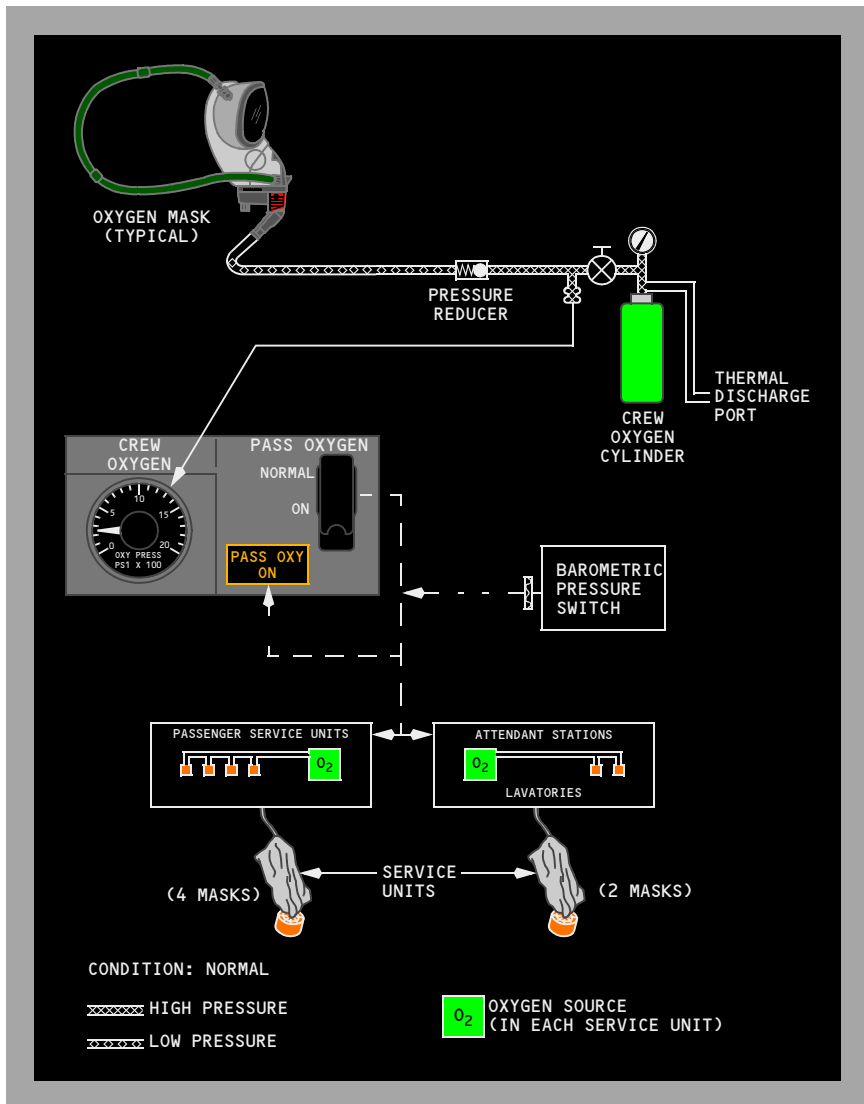 OXYGEN MASK
(TYPICAL)
PRESSURE
REDUCER
THERMAL
DISCHARGE
PORT
CREW
OXYGEN
CYLINDER
CREW
OXYGEN
PASS OXYGEN
NORMAL
ON
0
5
10
15
20
OXY PRESS
PS1 X 100
PASS OXY
ON
BAROMETRIC
PRESSURE
SWITCH
PASSENGER SERVICE UNITS
O2
ATTENDANT STATIONS
O2
LAVATORIES
(4 MASKS)
SERVICE
UNITS
(2 MASKS)
CONDITION: NORMAL
HIGH PRESSURE
LOW PRESSURE
O2
OXYGEN SOURCE
(IN EACH SERVICE UNIT)